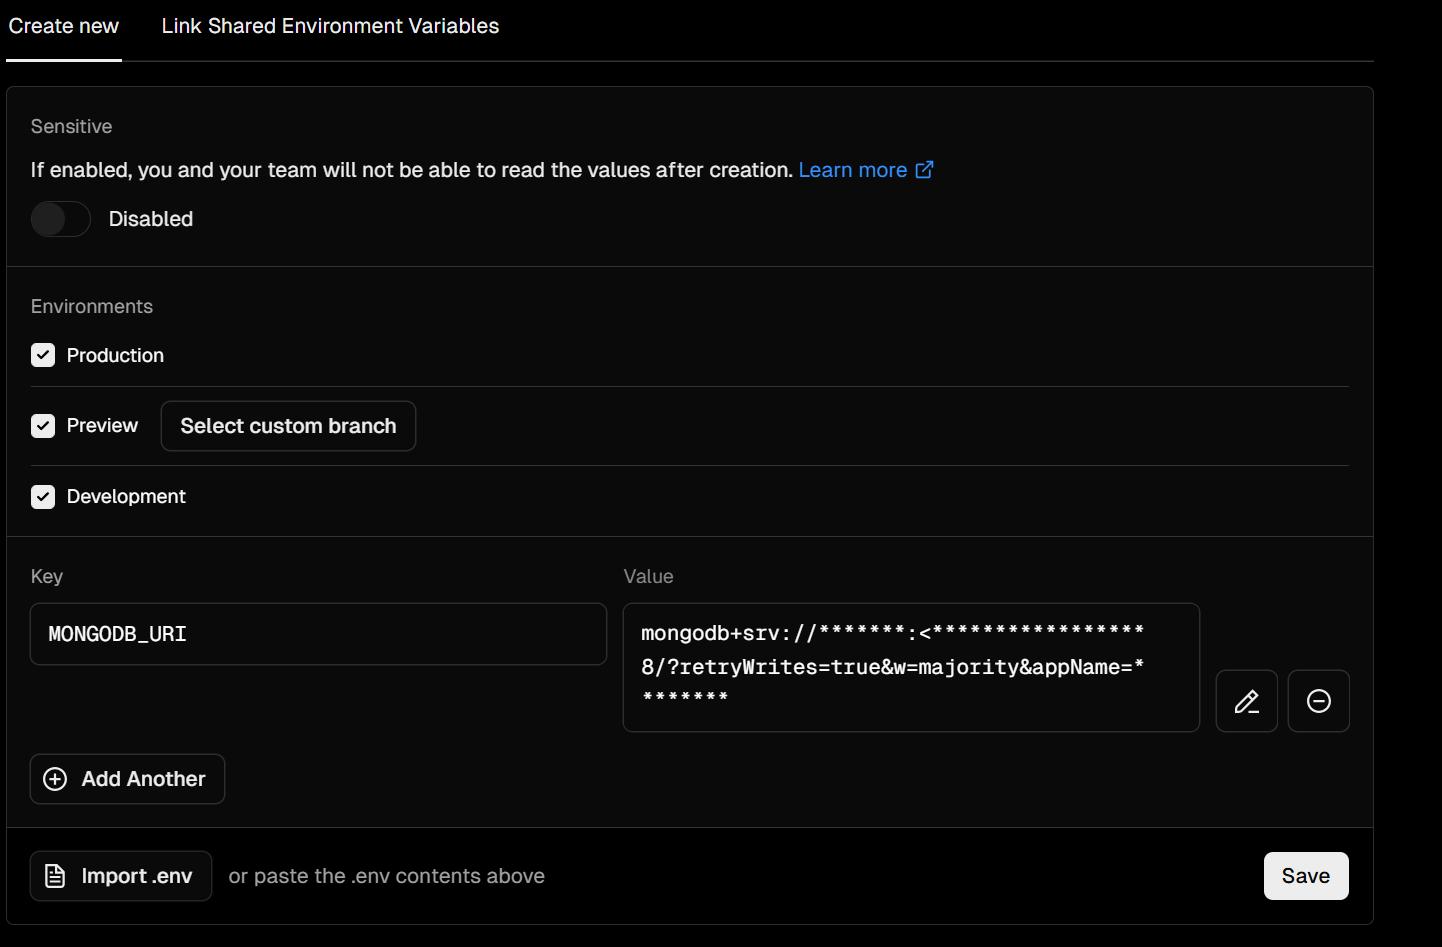 Create new
Link Shared Environment Variables
Sensitive
If enabled, you and your team will not be able to read the values after creation. Learn more
Disabled
Environments
Production
Preview
Select custom branch
Development
Key
Value
MONGODB_URI
mongodb+srv://*******:<*****************
8/?retryWrites=true&w=majority&appName=*
*******
Add Another
Import .env
or paste the .env contents above
Save